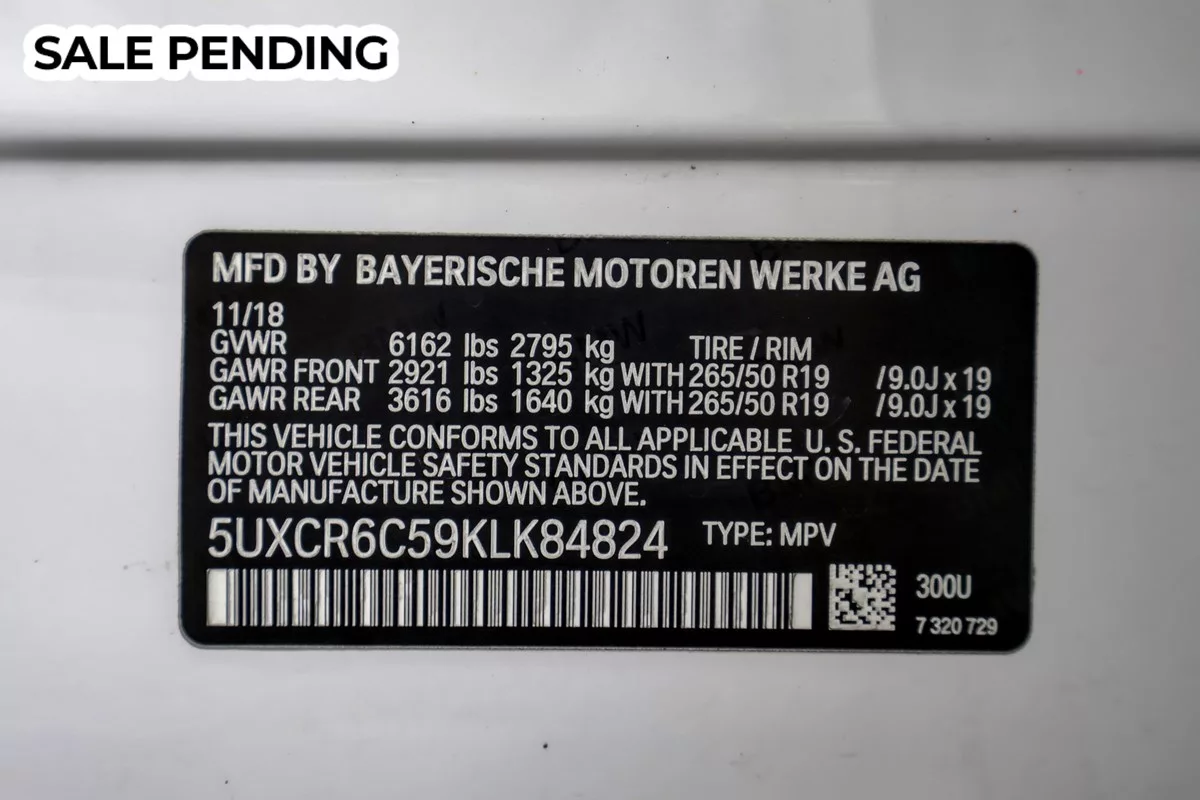 SALE PENDING
MFD BY BAYERISCHE MOTOREN WERKE AG
11/18
GVWR 6162 lbs 2795 kg TIRE / RIM
GAWR FRONT 2921 lbs 1325 kg WITH 265/50 R19 /9.0J x 19
GAWR REAR 3616 lbs 1640 kg WITH 265/50 R19 /9.0J x 19
THIS VEHICLE CONFORMS TO ALL APPLICABLE U. S. FEDERAL
MOTOR VEHICLE SAFETY STANDARDS IN EFFECT ON THE DATE
OF MANUFACTURE SHOWN ABOVE.
5UXCR6C59KLK84824 TYPE: MPV
300U
7 320 729